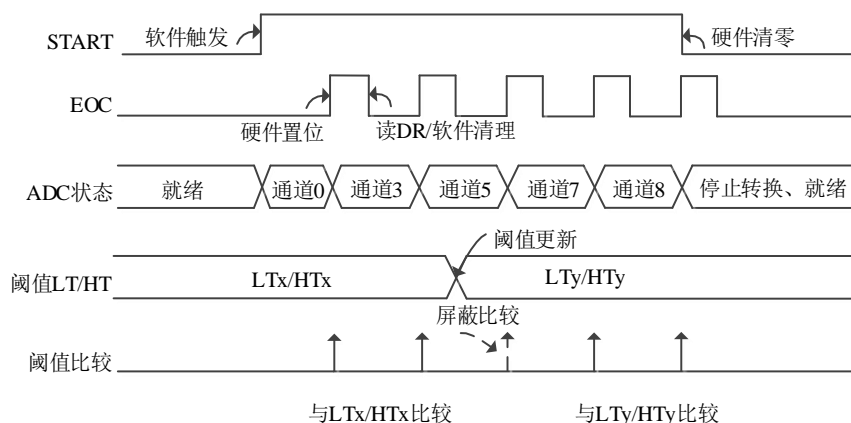 START
软件触发
硬件清零
EOC
硬件置位
读DR/软件清理
ADC状态
就绪
通道0
通道3
通道5
通道7
通道8
停止转换、就绪
阈值更新
阈值LT/HT
LTx/HTx
LTy/HTy
屏蔽比较
阈值比较
与LTx/HTx比较
与LTy/HTy比较